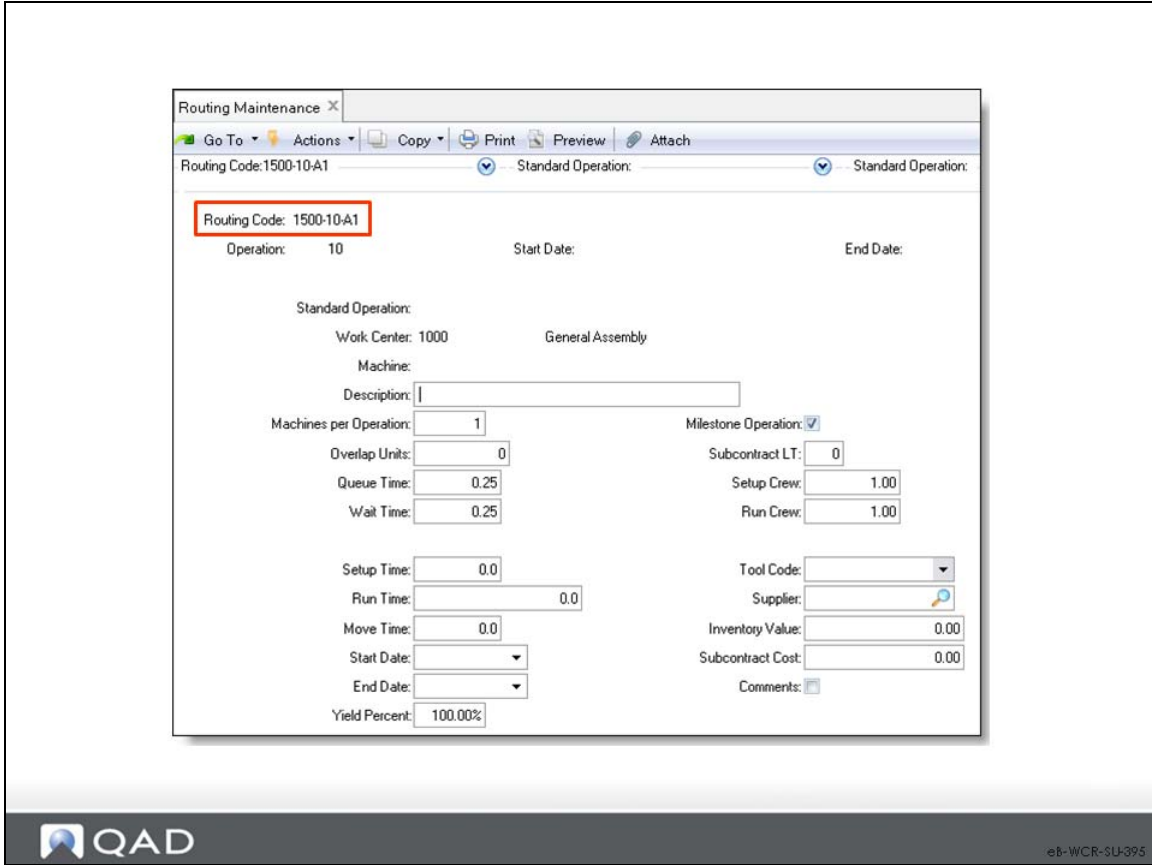 Routing Maintenance
Go To Actions Copy Print Preview Attach
Routing Code:1500-10-A1 Standard Operation: Standard Operation:
Routing Code: 1500-10-A1
Operation: 10 Start Date: End Date:
Standard Operation:
Work Center: 1000 General Assembly
Machine:
Description:
Machines per Operation: 1 Milestone Operation:
Overlap Units: 0 Subcontract LT: 0
Queue Time: 0.25 Setup Crew: 1.00
Wait Time: 0.25 Run Crew: 1.00
Setup Time: 0.0 Tool Code:
Run Time: 0.0 Supplier:
Move Time: 0.0 Inventory Value: 0.00
Start Date: Subcontract Cost: 0.00
End Date: Comments:
Yield Percent: 100.00%
QAD
eB-WCR-SU-395